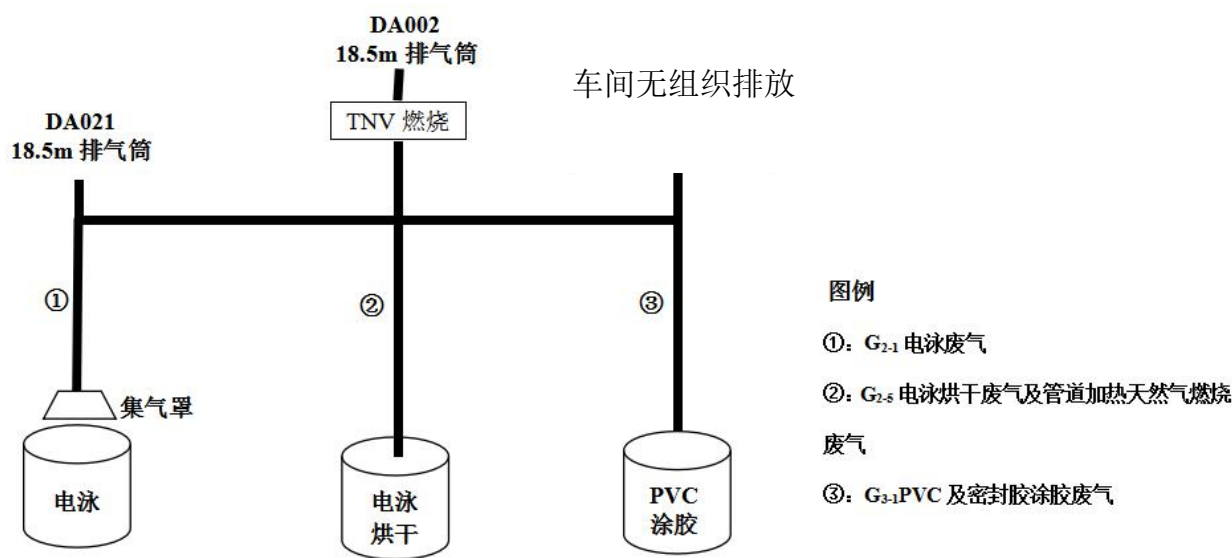 DA002
18.5m 排气筒
车间无组织排放
TNV 燃烧
DA021
18.5m 排气筒
①
②
③
集气罩
电泳
电泳
烘干
PVC
涂胶
图例
①：G2-1 电泳废气
②：G2-5 电泳烘干废气及管道加热天然气燃烧
废气
③：G3-1PVC 及密封胶涂胶废气